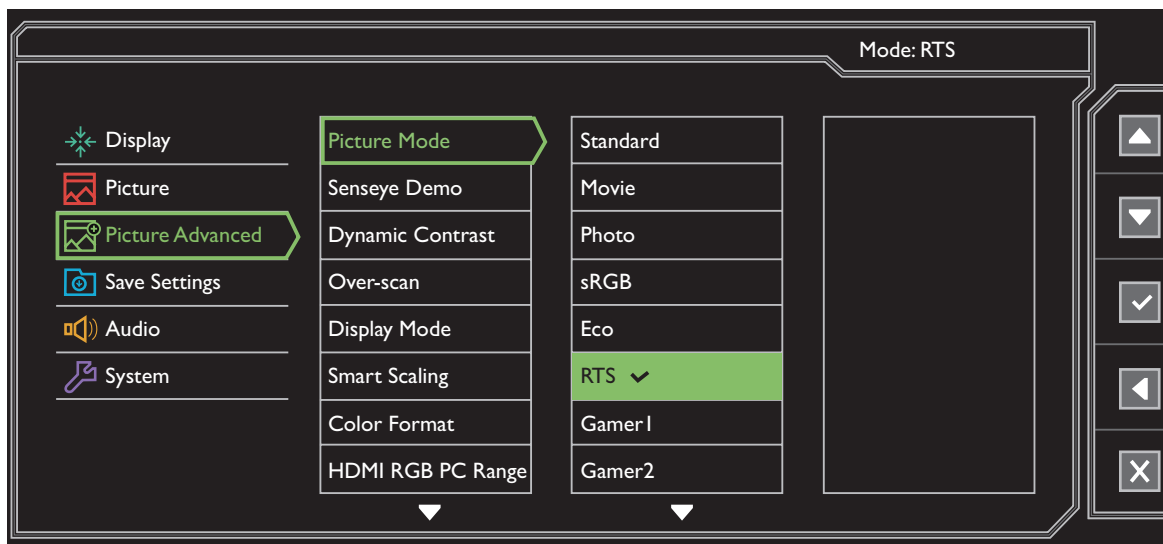 Mode: RTS
Display
Picture
Picture Advanced
Save Settings
Audio
System
Picture Mode
Senseye Demo
Dynamic Contrast
Over-scan
Display Mode
Smart Scaling
Color Format
HDMI RGB PC Range
Standard
Movie
Photo
sRGB
Eco
RTS
Gamer1
Gamer2